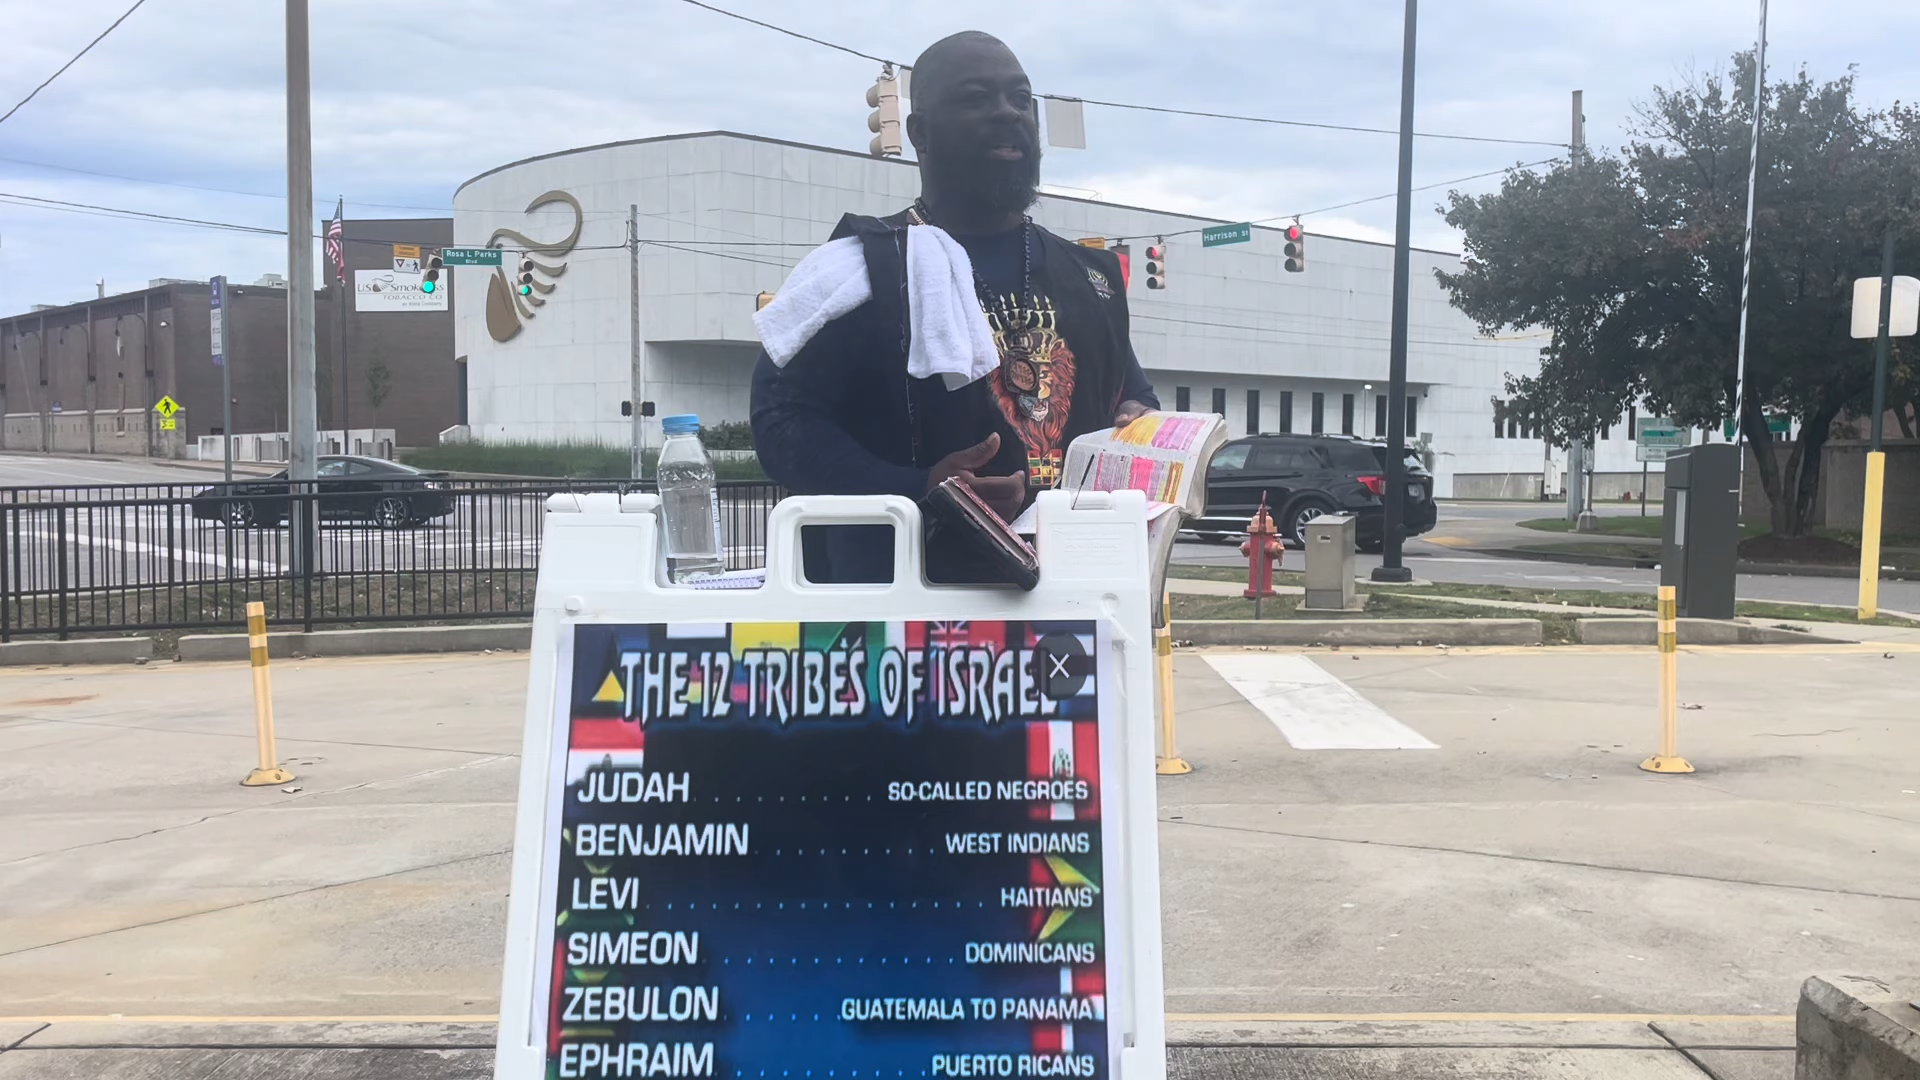 Harrison St
Rosa L Parks
Blvd
US Smokeless
TOBACCO CO
THE 12 TRIBES OF ISRAEL
X
JUDAH . . . . . . . . . SO-CALLED NEGROES
BENJAMIN . . . . . . . . . WEST INDIANS
LEVI . . . . . . . . . . . . . . . . HAITIANS
SIMEON . . . . . . . . . . . . DOMINICANS
ZEBULON . . . . . . GUATEMALA TO PANAMA
EPHRAIM . . . . . . . . . . PUERTO RICANS